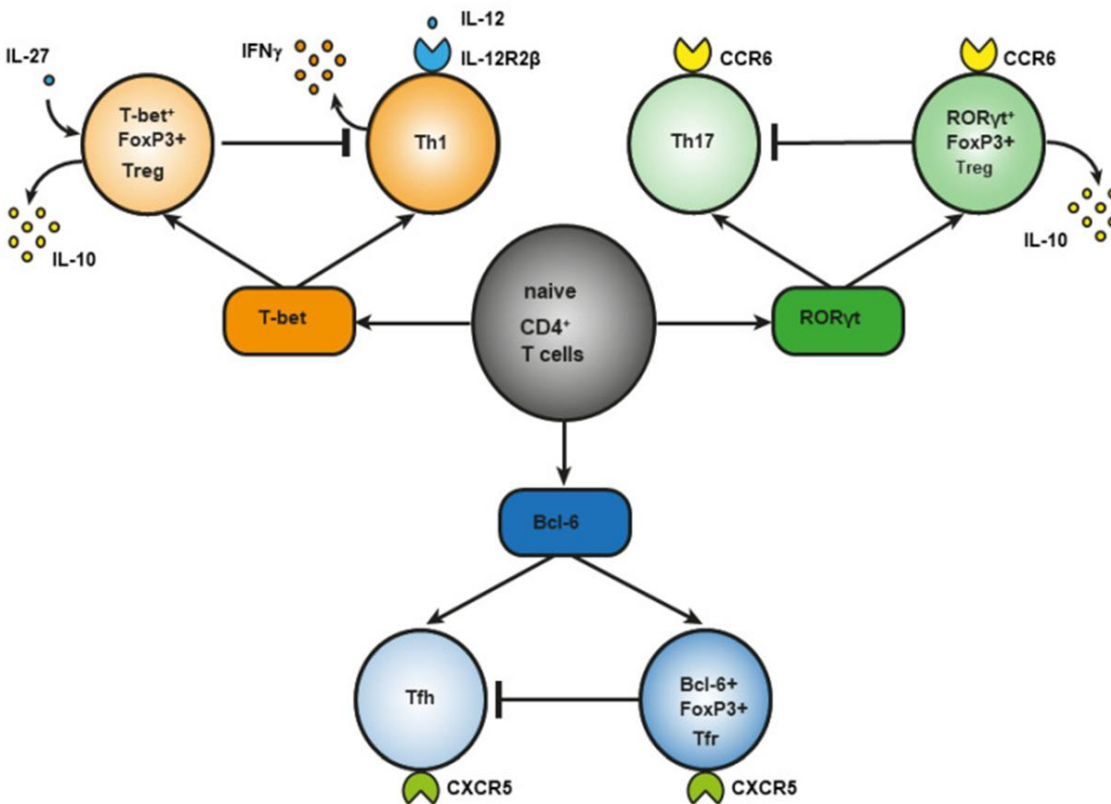 IL-12
IL-27
IFNγ
IL-12R2β
CCR6
CCR6
T-bet⁺
FoxP3+
Treg
Th1
Th17
RORγt⁺
FoxP3+
Treg
IL-10
IL-10
T-bet
naive
CD4⁺
T cells
RORγt
Bcl-6
Tfh
Bcl-6+
FoxP3+
Tfr
CXCR5
CXCR5